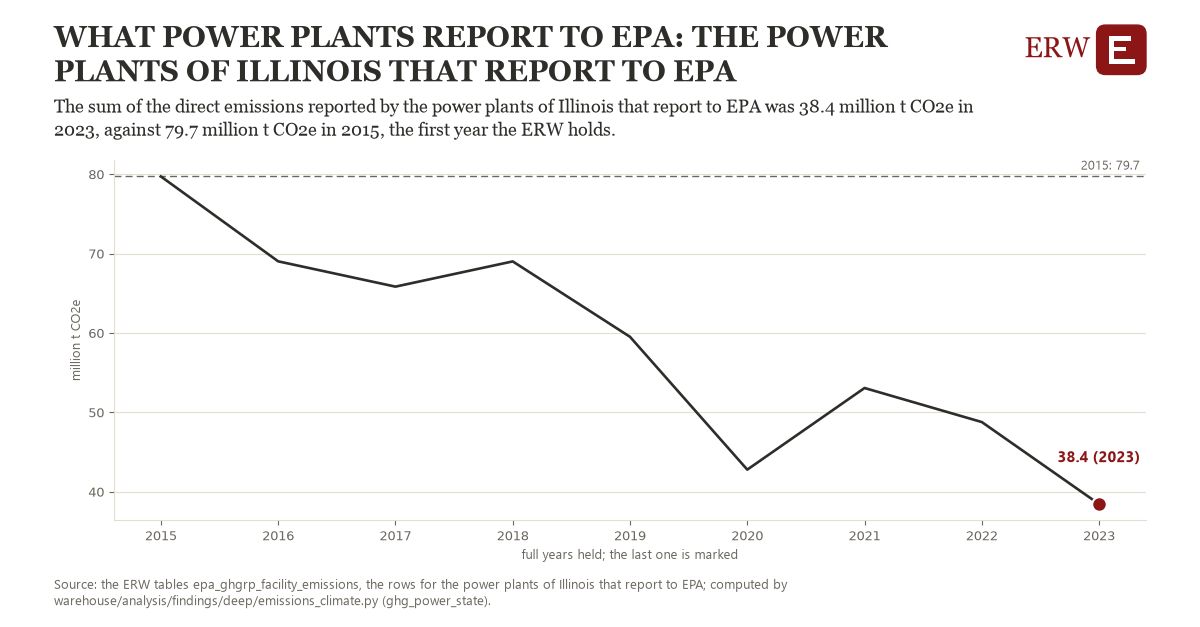 WHAT POWER PLANTS REPORT TO EPA: THE POWER
PLANTS OF ILLINOIS THAT REPORT TO EPA
ERW E
The sum of the direct emissions reported by the power plants of Illinois that report to EPA was 38.4 million t CO2e in
2023, against 79.7 million t CO2e in 2015, the first year the ERW holds.
2015: 79.7
80
70
60
50
40
million t CO2e
38.4 (2023)
2015 2016 2017 2018 2019 2020 2021 2022 2023
full years held; the last one is marked
Source: the ERW tables epa_ghgrp_facility_emissions, the rows for the power plants of Illinois that report to EPA; computed by
warehouse/analysis/findings/deep/emissions_climate.py (ghg_power_state).